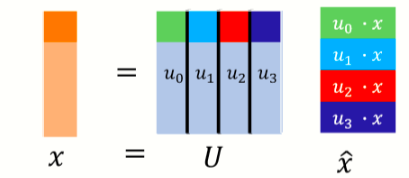 u₀ · x
u₁ · x
= u₀ u₁ u₂ u₃ u₂ · x
u₃ · x
x = U x̂